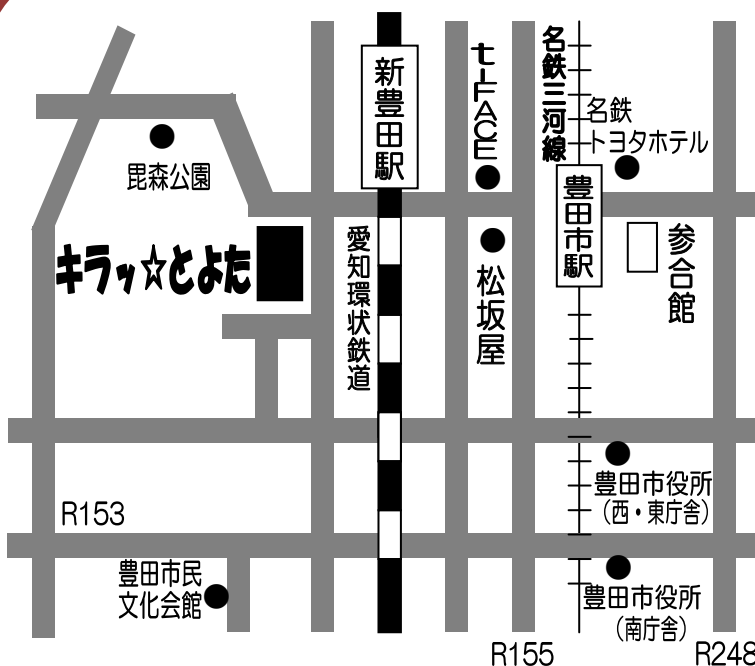 新豊田駅
t-FACE
名鉄三河線
名鉄
トヨタホテル
毘森公園
豊田市駅
参合館
キラッ☆とよた
愛知環状鉄道
松坂屋
豊田市役所
(西・東庁舎)
R153
豊田市民
文化会館
豊田市役所
(南庁舎)
R155
R248